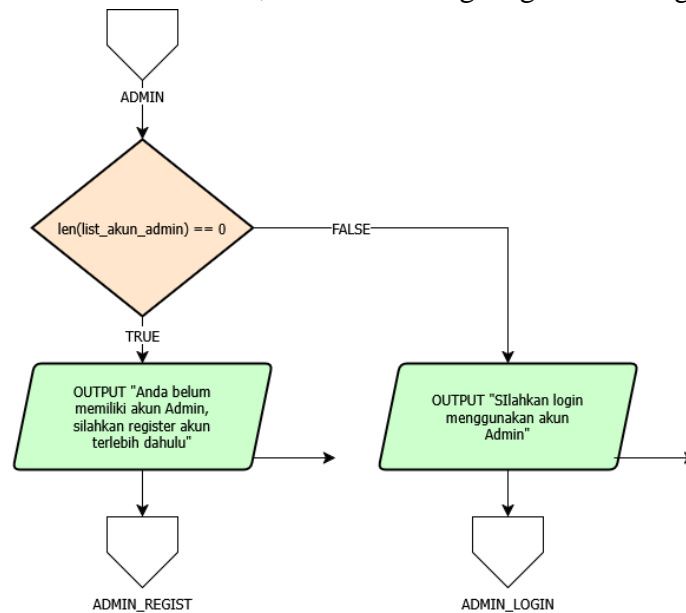 ADMIN
len(list_akun_admin) == 0
FALSE
TRUE
OUTPUT "Anda belum
memiliki akun Admin,
silahkan register akun
terlebih dahulu"
OUTPUT "SIlahkan login
menggunakan akun
Admin"
ADMIN_REGIST
ADMIN_LOGIN